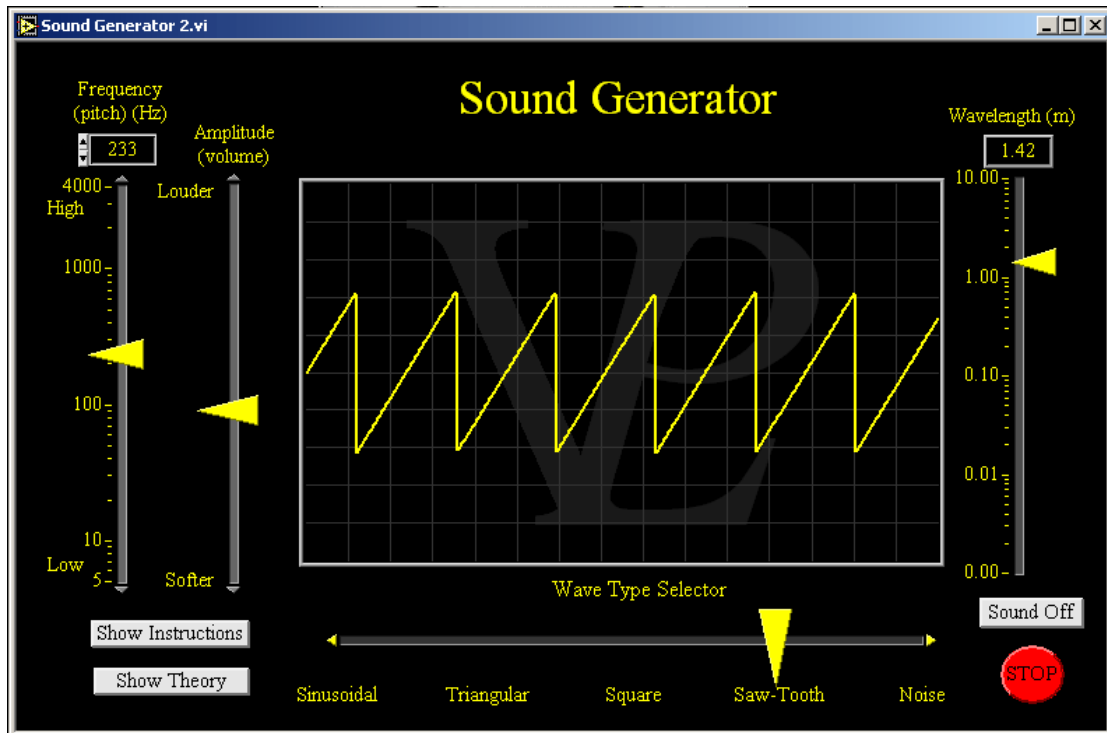 Sound Generator 2.vi
Sound Generator
Frequency
(pitch) (Hz)
233
4000
High
1000
100
10
Low
5
Amplitude
(volume)
Louder
Softer
VPL
Wavelength (m)
1.42
10.00
1.00
0.10
0.01
0.00
Wave Type Selector
Sinusoidal Triangular Square Saw-Tooth Noise
Show Instructions
Show Theory
Sound Off
STOP